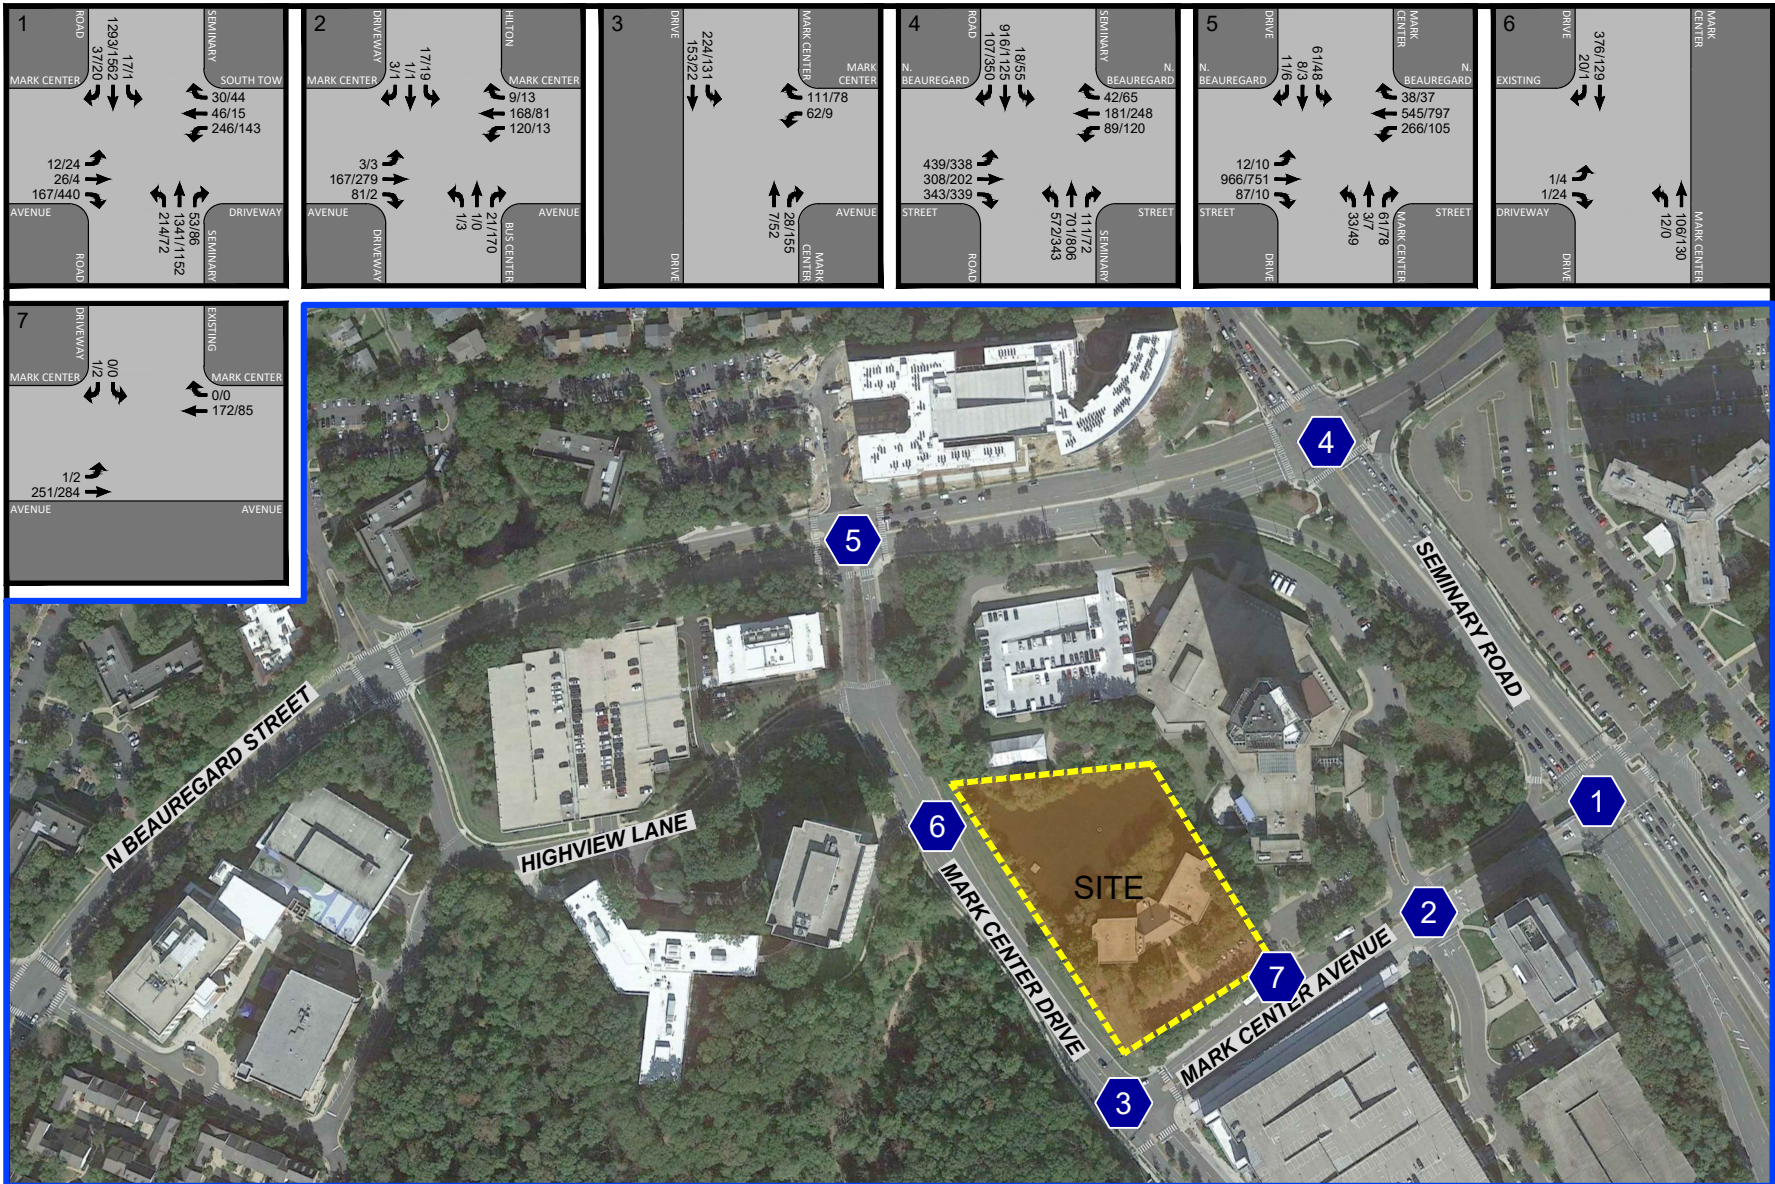 1
ROAD
37/20
1293/1562
17/1
SEMINARY
MARK CENTER
SOUTH TOW
30/44
46/15
246/143
12/24
26/4
167/440
AVENUE
ROAD
214/72
1341/1152
53/86
SEMINARY
DRIVEWAY
2
DRIVEWAY
3/1
1/1
17/19
HILTON
MARK CENTER
MARK CENTER
9/13
168/81
120/13
3/3
167/279
81/2
AVENUE
DRIVEWAY
1/3
1/0
21/170
BUS CENTER
AVENUE
3
DRIVE
153/22
224/131
MARK CENTER
MARK
CENTER
111/78
62/9
DRIVE
7/52
28/155
MARK
CENTER
AVENUE
4
ROAD
107/350
916/125
18/55
SEMINARY
N.
BEAUREGARD
N.
BEAUREGARD
42/65
181/248
89/120
439/338
308/202
343/339
STREET
ROAD
572/343
701/806
111/72
SEMINARY
STREET
5
DRIVE
11/6
8/3
61/48
MARK
CENTER
N.
BEAUREGARD
N.
BEAUREGARD
38/37
545/797
266/105
12/10
966/751
87/10
STREET
DRIVE
33/49
3/7
61/78
MARK CENTER
STREET
6
DRIVE
20/1
376/129
MARK
CENTER
EXISTING
1/4
1/24
DRIVEWAY
DRIVE
12/0
106/130
MARK CENTER
7
DRIVEWAY
1/2
0/0
EXISTING
MARK CENTER
MARK CENTER
0/0
172/85
1/2
251/284
AVENUE
AVENUE
4
5
SEMINARY ROAD
N BEAUREGARD STREET
1
6
HIGHVIEW LANE
SITE
MARK CENTER DRIVE
2
7
MARK CENTER AVENUE
3